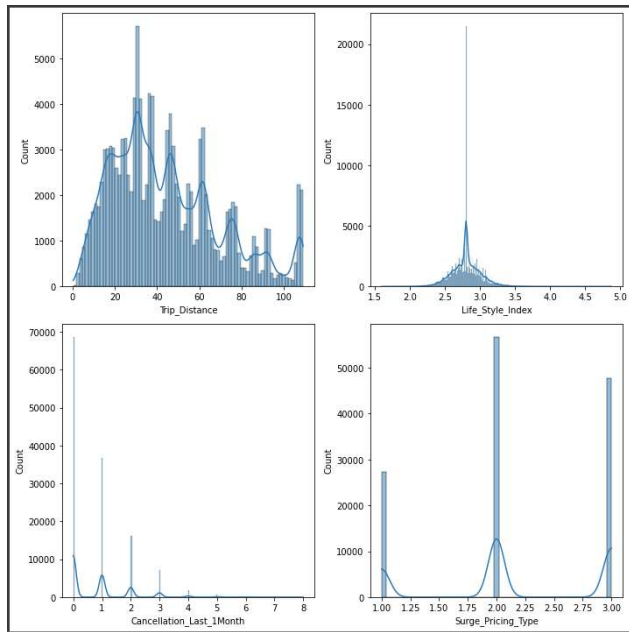 5000
4000
3000
2000
1000
0
Count
0 20 40 60 80 100
Trip_Distance
20000
15000
10000
5000
0
Count
1.5 2.0 2.5 3.0 3.5 4.0 4.5 5.0
Life_Style_Index
70000
60000
50000
40000
30000
20000
10000
0
Count
0 1 2 3 4 5 6 7 8
Cancellation_Last_1Month
50000
40000
30000
20000
10000
0
Count
1.00 1.25 1.50 1.75 2.00 2.25 2.50 2.75 3.00
Surge_Pricing_Type